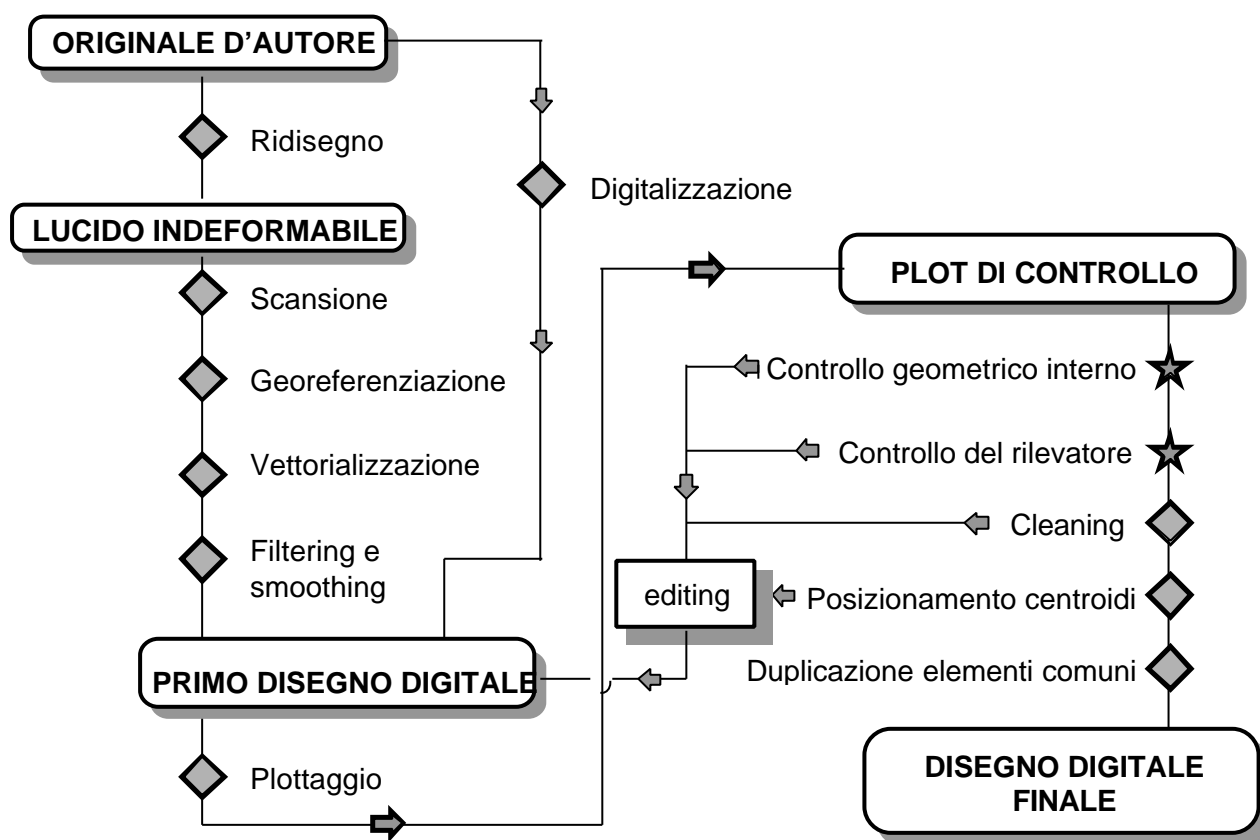 ORIGINALE D'AUTORE
Ridisegno
LUCIDO INDEFORMABILE
Scansione
Georeferenziazione
Vettorializzazione
Filtering e
smoothing
PRIMO DISEGNO DIGITALE
Plottaggio
Digitalizzazione
PLOT DI CONTROLLO
Controllo geometrico interno
Controllo del rilevatore
Cleaning
editing
Posizionamento centroidi
Duplicazione elementi comuni
DISEGNO DIGITALE
FINALE